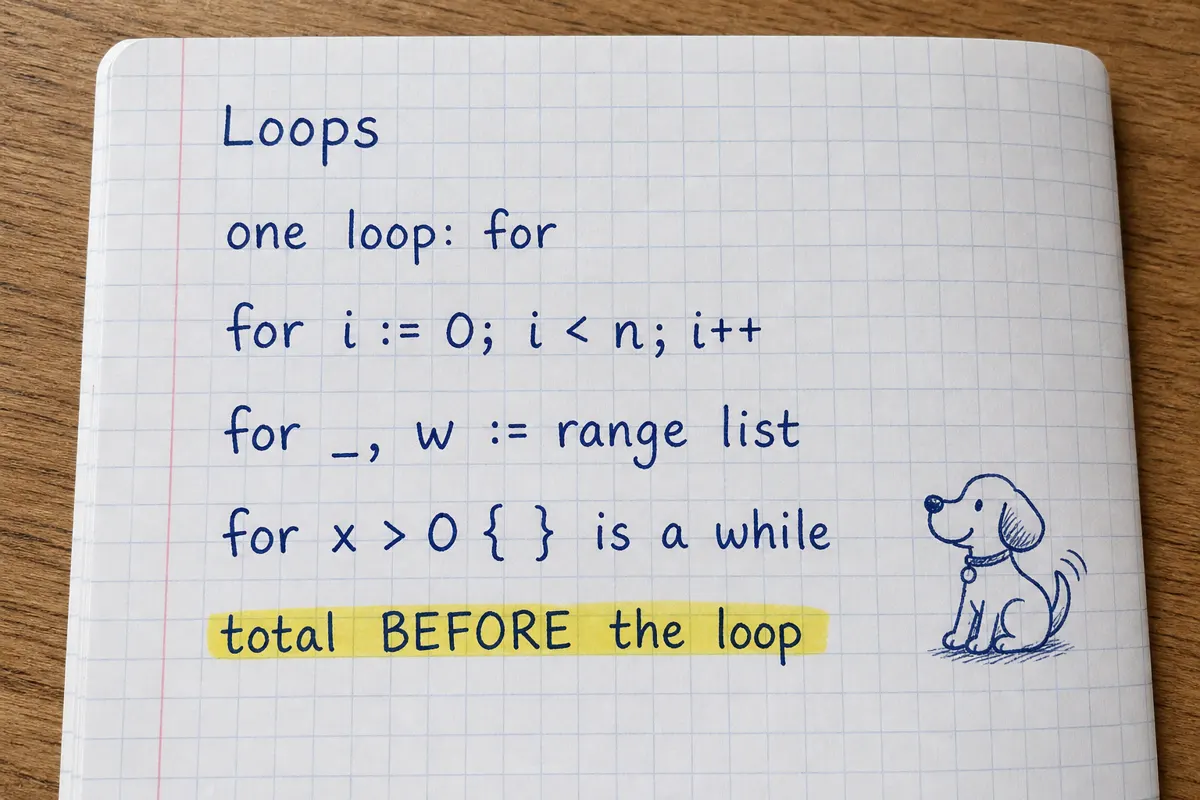 Loops
one loop: for
for i := 0; i < n; i++
for _, w := range list
for x > 0 { } is a while
total BEFORE the loop